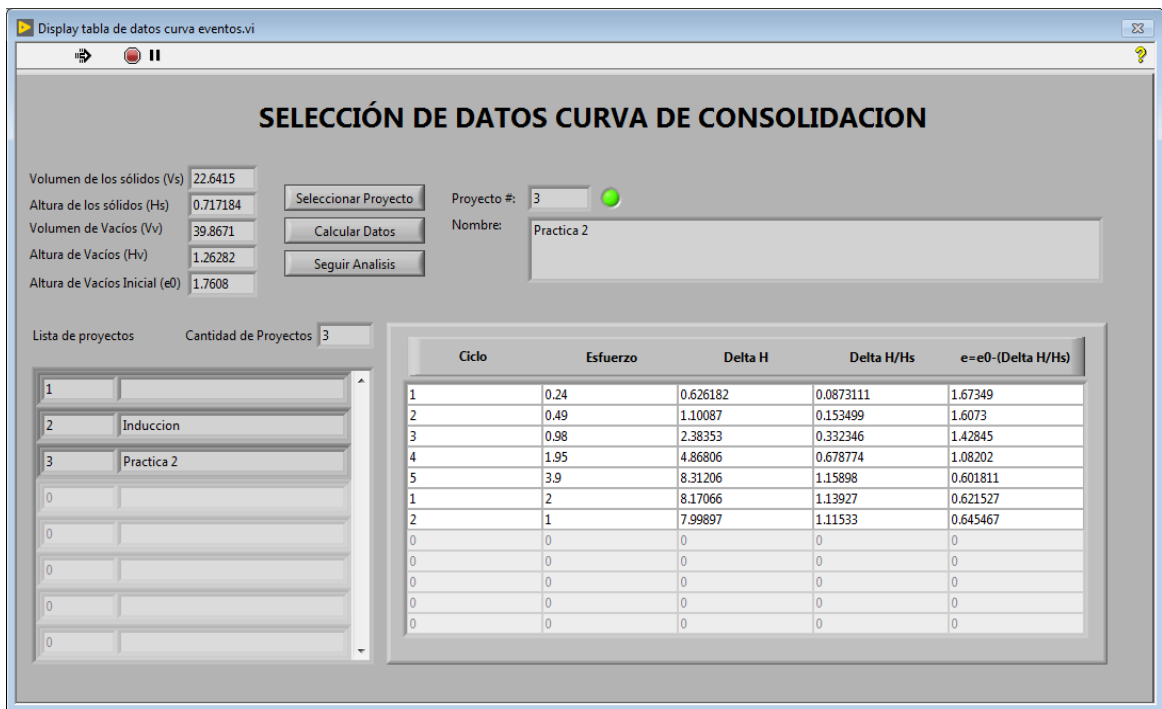 Display tabla de datos curva eventos.vi
SELECCIÓN DE DATOS CURVA DE CONSOLIDACION
Volumen de los sólidos (Vs) 22.6415
Altura de los sólidos (Hs) 0.717184
Volumen de Vacíos (Vv) 39.8671
Altura de Vacíos (Hv) 1.26282
Altura de Vacíos Inicial (e0) 1.7608
Seleccionar Proyecto
Calcular Datos
Seguir Analisis
Proyecto #: 3
Nombre: Practica 2
Lista de proyectos Cantidad de Proyectos 3
1
2 Induccion
3 Practica 2
0
0
0
0
0
Ciclo Esfuerzo Delta H Delta H/Hs e=e0-(Delta H/Hs)
1 0.24 0.626182 0.0873111 1.67349
2 0.49 1.10087 0.153499 1.6073
3 0.98 2.38353 0.332346 1.42845
4 1.95 4.86806 0.678774 1.08202
5 3.9 8.31206 1.15898 0.601811
1 2 8.17066 1.13927 0.621527
2 1 7.99897 1.11533 0.645467
0 0 0 0 0
0 0 0 0 0
0 0 0 0 0
0 0 0 0 0
0 0 0 0 0